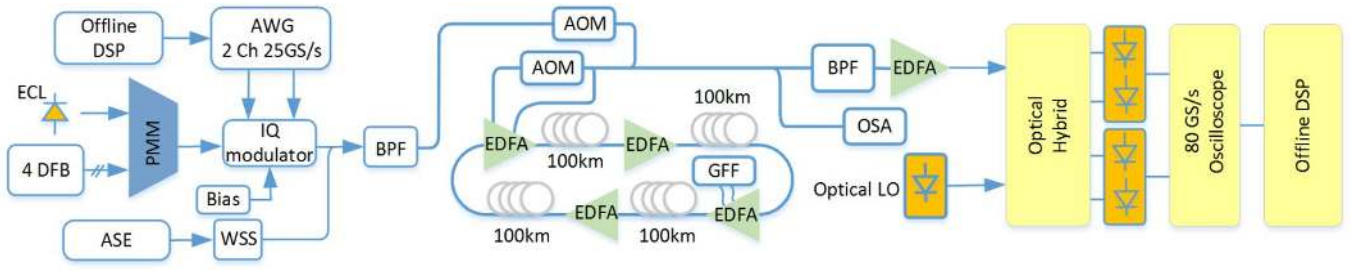 Offline
DSP
AWG
2 Ch 25GS/s
ECL
4 DFB
PMM
IQ
modulator
Bias
ASE
WSS
BPF
AOM
AOM
EDFA
100km
EDFA
100km
GFF
EDFA
100km
EDFA
100km
BPF
EDFA
OSA
Optical LO
Optical
Hybrid
80 GS/s
Oscilloscope
Offline DSP